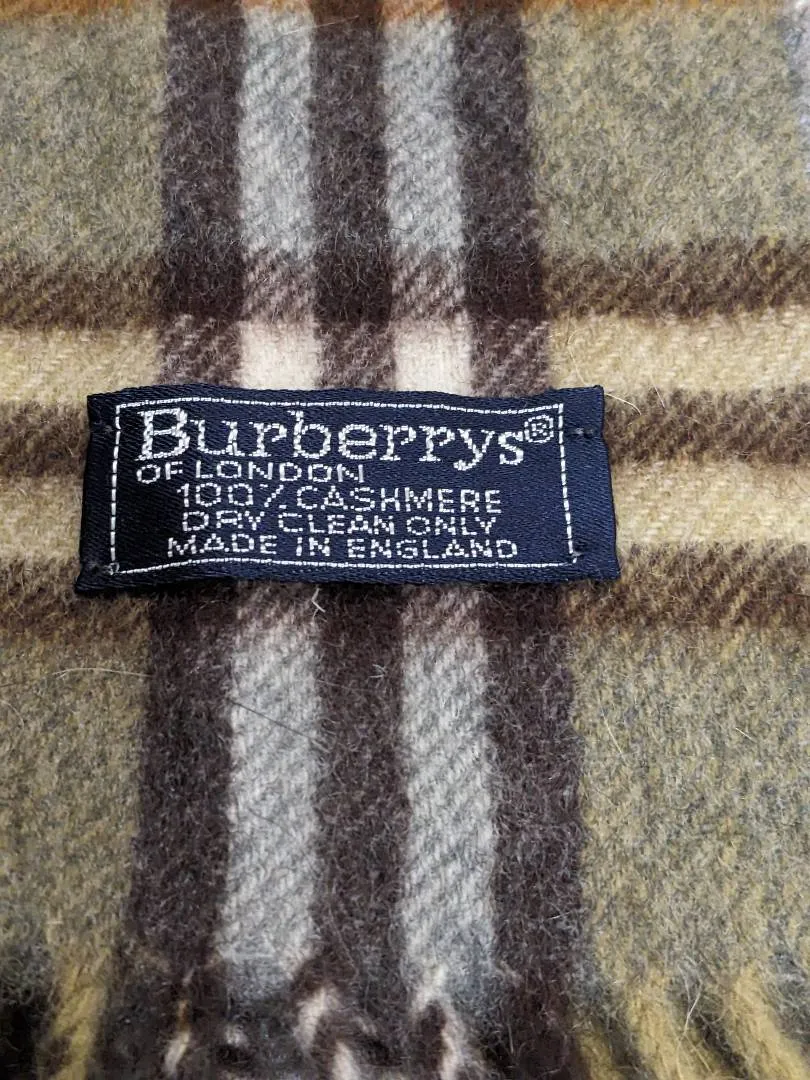 Burberrys®
OF LONDON
100% CASHMERE
DRY CLEAN ONLY
MADE IN ENGLAND